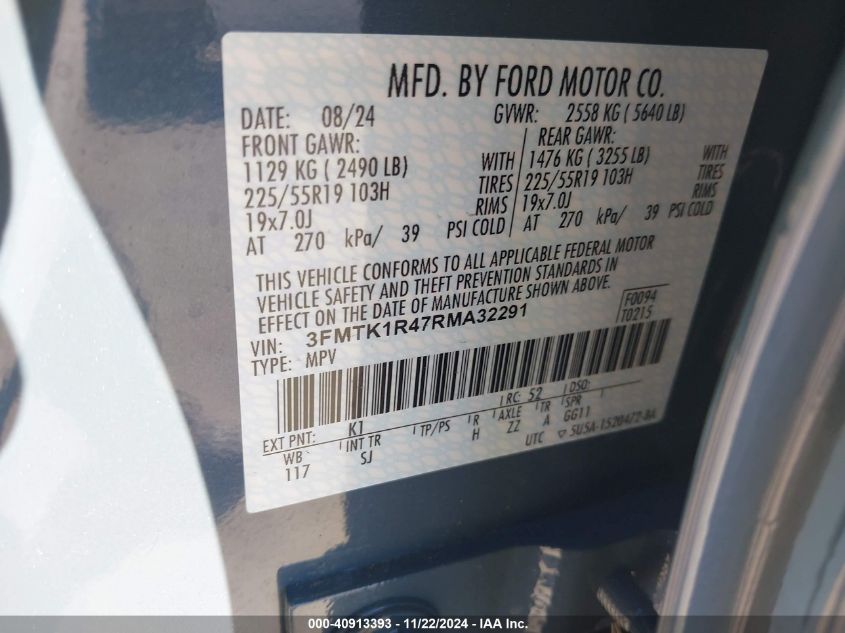 MFD. BY FORD MOTOR CO.
DATE: 08/24 GVWR: 2558 KG ( 5640 LB)
FRONT GAWR: REAR GAWR:
1129 KG ( 2490 LB) WITH 1476 KG ( 3255 LB) WITH
225/55R19 103H TIRES 225/55R19 103H TIRES
19x7.0J RIMS 19x7.0J RIMS
AT 270 kPa/ 39 PSI COLD AT 270 kPa/ 39 PSI COLD
THIS VEHICLE CONFORMS TO ALL APPLICABLE FEDERAL MOTOR
VEHICLE SAFETY AND THEFT PREVENTION STANDARDS IN
EFFECT ON THE DATE OF MANUFACTURE SHOWN ABOVE.
F0094
T0215
VIN: 3FMTK1R47RMA32291
TYPE: MPV
RC: 52 DSO:
EXT PNT: K1
WB INT TR TP/PS R AXLE TR SPR
117 SJ H ZZ A GG11
UTC SU5A-1520472-BA
000-40913393 - 11/22/2024 - IAA Inc.